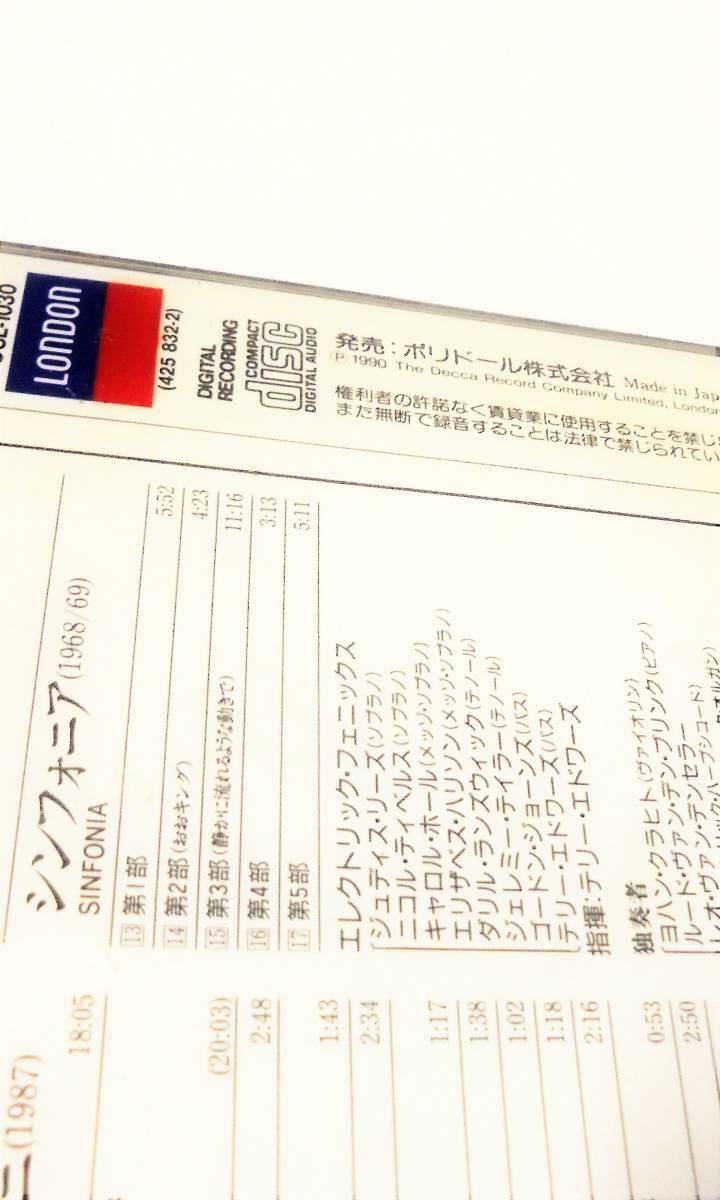 LONDON
(425 832-2)
DIGITAL
RECORDING
COMPACT
disc
DIGITAL AUDIO
発売:ポリドール株式会社 Made in
Ⓟ 1990 The Decca Record Company Limited, London
権利者の許諾なく賃貸業に使用することを禁じ
また無断で録音することは法律で禁じられてい
シンフォニア(1968/69)
SINFONIA
13 第1部 5:52
14 第2部(おおキング) 4:23
15 第3部(静かに流れるような動きで) 11:16
16 第4部 3:13
17 第5部 5:11
エレクトリック・フェニックス
ジュディス・リーズ(ソプラノ)
ニコル・ティベルス(ソプラノ)
キャロル・ホール(メッゾ・ソプラノ)
エリザベス・ハリソン(メッゾ・ソプラノ)
ダリル・ランズウィック(テノール)
ジェレミー・テイラー(テノール)
ゴードン・ジョーンズ(バス)
テリー・エドワーズ(バス)
指揮:テリー・エドワーズ
独奏者
ヨハン・クラヒト(ヴァイオリン)
ルード・ヴァン・デン・ブリンク(ピアノ)
レオ・ヴァン・デンセラー
ニ(1987)
18:05
(20:03)
2:48
1:43
2:34
1:17
1:38
1:02
1:18
2:16
0:53
2:50